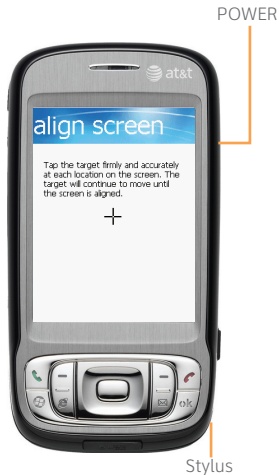 POWER
at&t
align screen
Tap the target firmly and accurately
at each location on the screen. The
target will continue to move until
the screen is aligned.
ok
Stylus